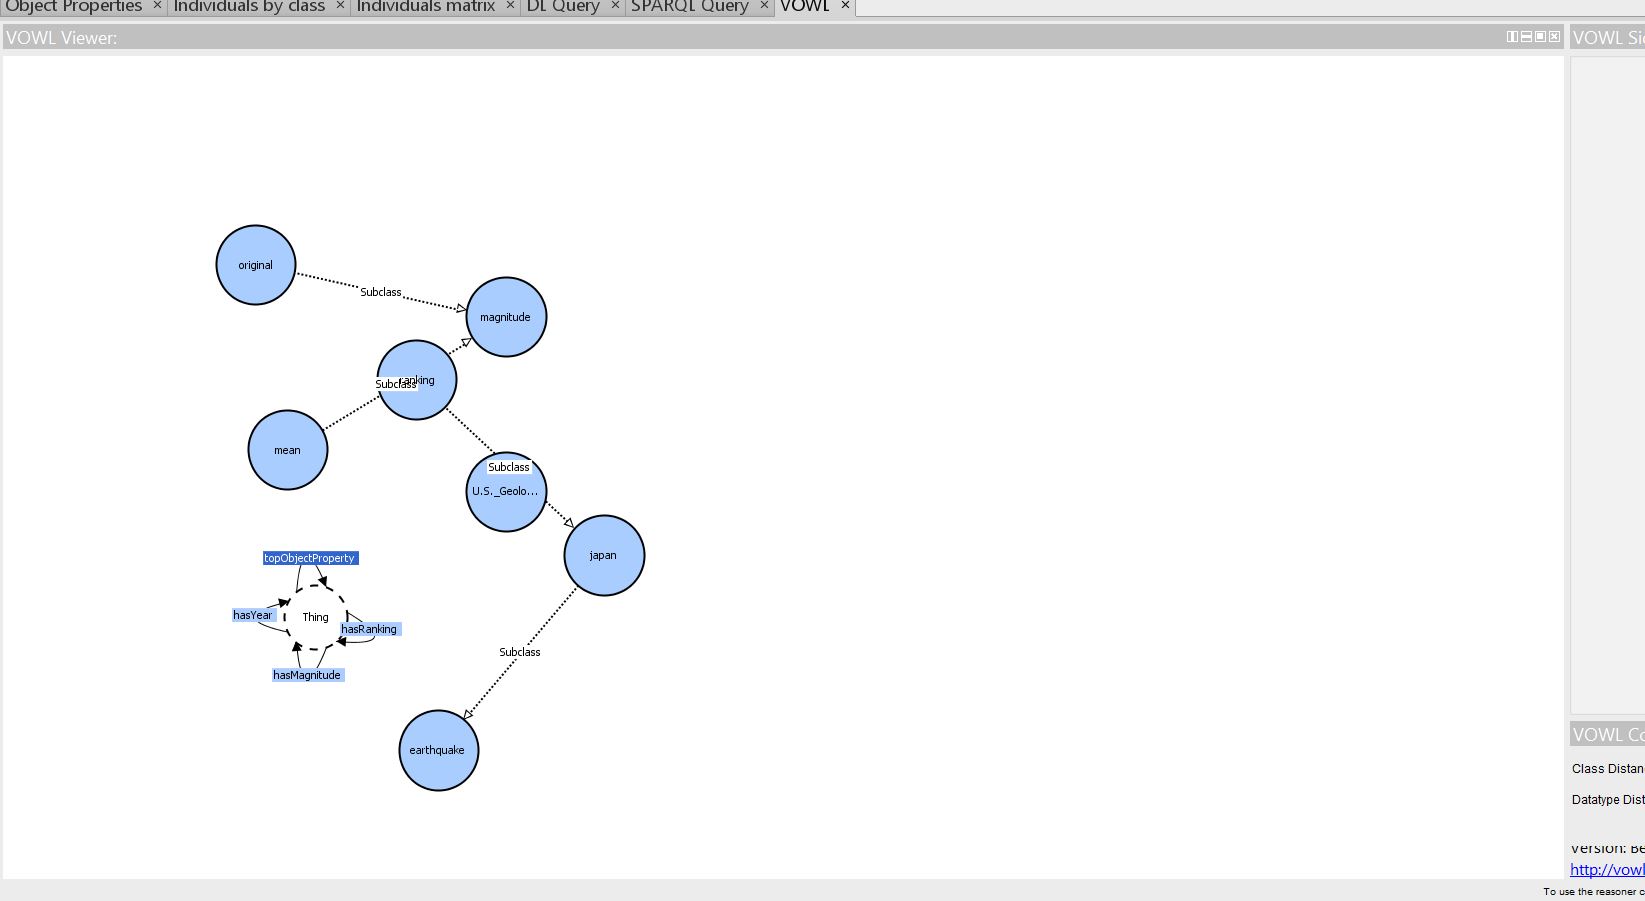 Object Properties × Individuals by class × Individuals matrix × DL Query × SPARQL Query × VOWL ×
VOWL Viewer:
VOWL Si
original
Subclass
magnitude
ranking
Subclass
mean
Subclass
U.S._Geolo...
japan
topObjectProperty
hasYear
Thing
hasRanking
hasMagnitude
Subclass
earthquake
VOWL Co
Class Distan
Datatype Dist
Version: Be
http://vowl
To use the reasoner c